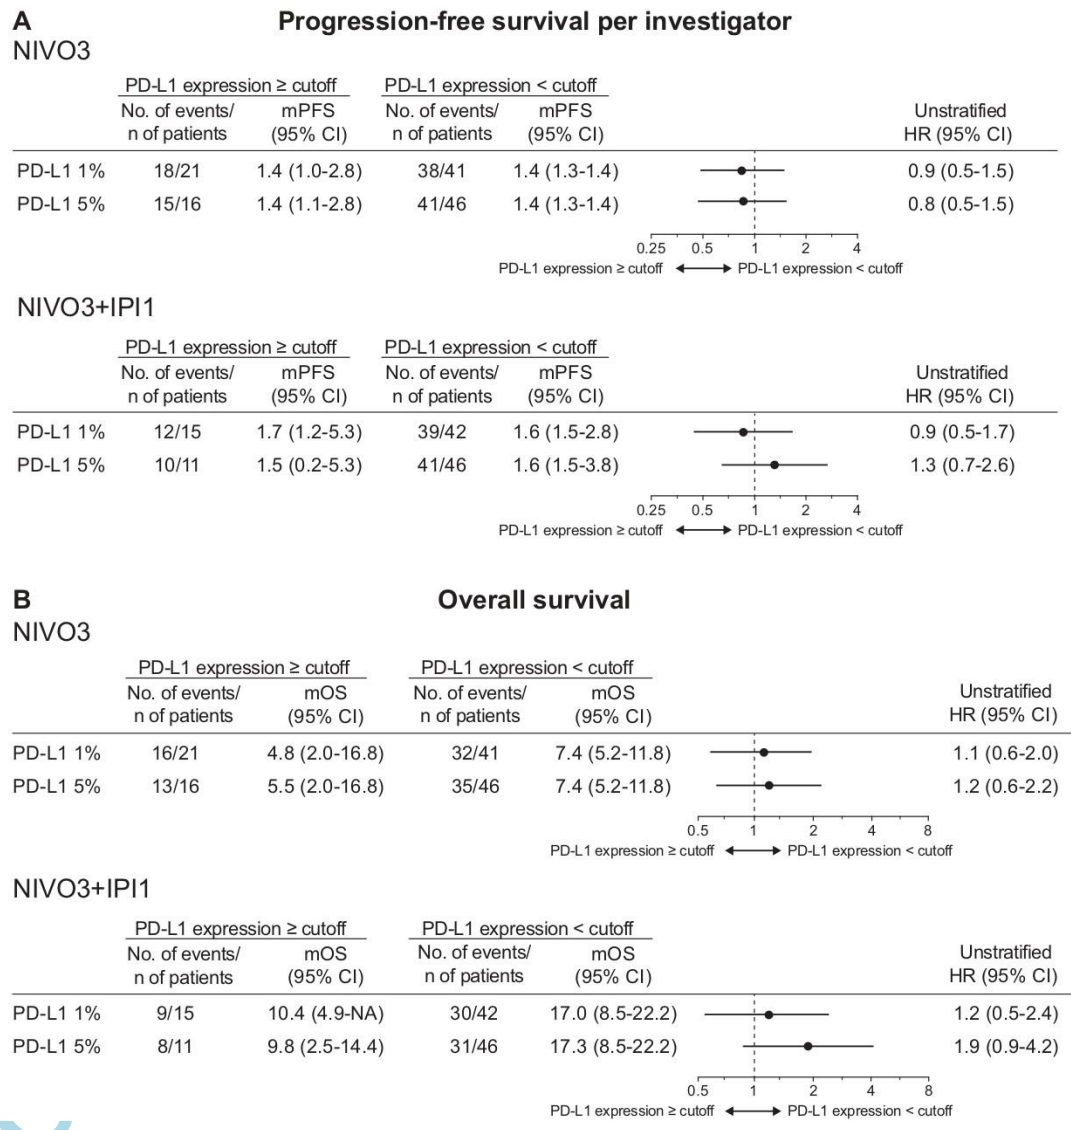 A Progression-free survival per investigator
NIVO3
PD-L1 expression ≥ cutoff PD-L1 expression < cutoff
No. of events/ mPFS No. of events/ mPFS Unstratified
n of patients (95% CI) n of patients (95% CI) HR (95% CI)
PD-L1 1% 18/21 1.4 (1.0-2.8) 38/41 1.4 (1.3-1.4) 0.9 (0.5-1.5)
PD-L1 5% 15/16 1.4 (1.1-2.8) 41/46 1.4 (1.3-1.4) 0.8 (0.5-1.5)
0.25 0.5 1 2 4
PD-L1 expression ≥ cutoff PD-L1 expression < cutoff
NIVO3+IPI1
PD-L1 expression ≥ cutoff PD-L1 expression < cutoff
No. of events/ mPFS No. of events/ mPFS Unstratified
n of patients (95% CI) n of patients (95% CI) HR (95% CI)
PD-L1 1% 12/15 1.7 (1.2-5.3) 39/42 1.6 (1.5-2.8) 0.9 (0.5-1.7)
PD-L1 5% 10/11 1.5 (0.2-5.3) 41/46 1.6 (1.5-3.8) 1.3 (0.7-2.6)
0.25 0.5 1 2 4
PD-L1 expression ≥ cutoff PD-L1 expression < cutoff
B Overall survival
NIVO3
PD-L1 expression ≥ cutoff PD-L1 expression < cutoff
No. of events/ mOS No. of events/ mOS Unstratified
n of patients (95% CI) n of patients (95% CI) HR (95% CI)
PD-L1 1% 16/21 4.8 (2.0-16.8) 32/41 7.4 (5.2-11.8) 1.1 (0.6-2.0)
PD-L1 5% 13/16 5.5 (2.0-16.8) 35/46 7.4 (5.2-11.8) 1.2 (0.6-2.2)
0.5 1 2 4 8
PD-L1 expression ≥ cutoff PD-L1 expression < cutoff
NIVO3+IPI1
PD-L1 expression ≥ cutoff PD-L1 expression < cutoff
No. of events/ mOS No. of events/ mOS Unstratified
n of patients (95% CI) n of patients (95% CI) HR (95% CI)
PD-L1 1% 9/15 10.4 (4.9-NA) 30/42 17.0 (8.5-22.2) 1.2 (0.5-2.4)
PD-L1 5% 8/11 9.8 (2.5-14.4) 31/46 17.3 (8.5-22.2) 1.9 (0.9-4.2)
0.5 1 2 4 8
PD-L1 expression ≥ cutoff PD-L1 expression < cutoff